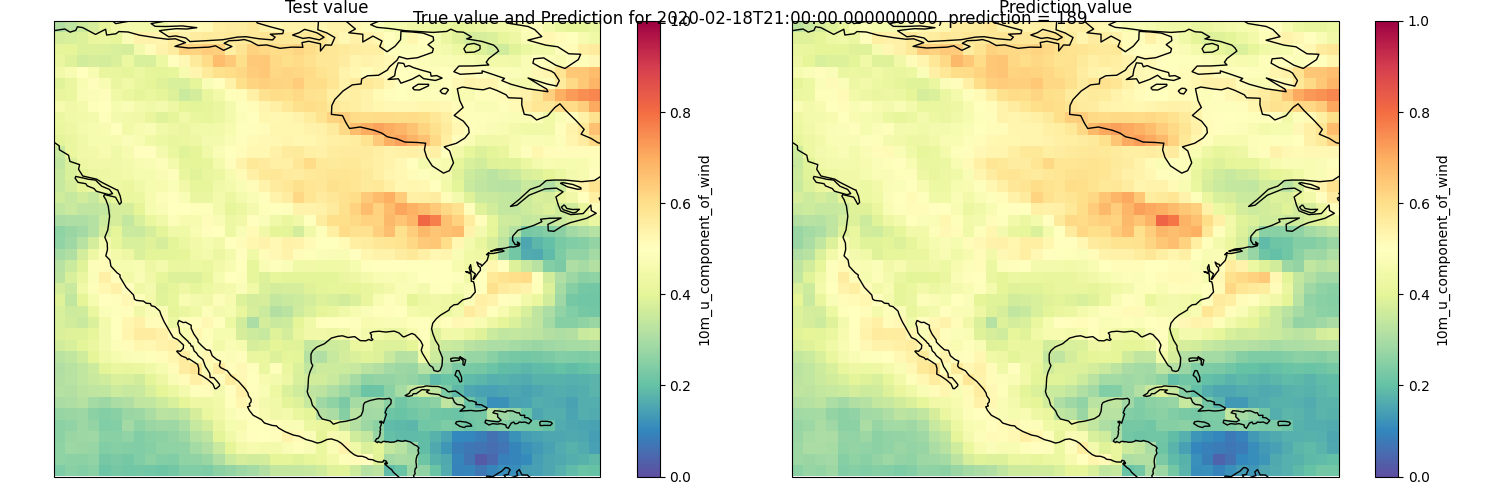 Test value
Prediction value
True value and Prediction for 2020-02-18T21:00:00.000000000, prediction = 189
1.0
0.8
0.6
0.4
0.2
0.0
10m_u_component_of_wind
1.0
0.8
0.6
0.4
0.2
0.0
10m_u_component_of_wind